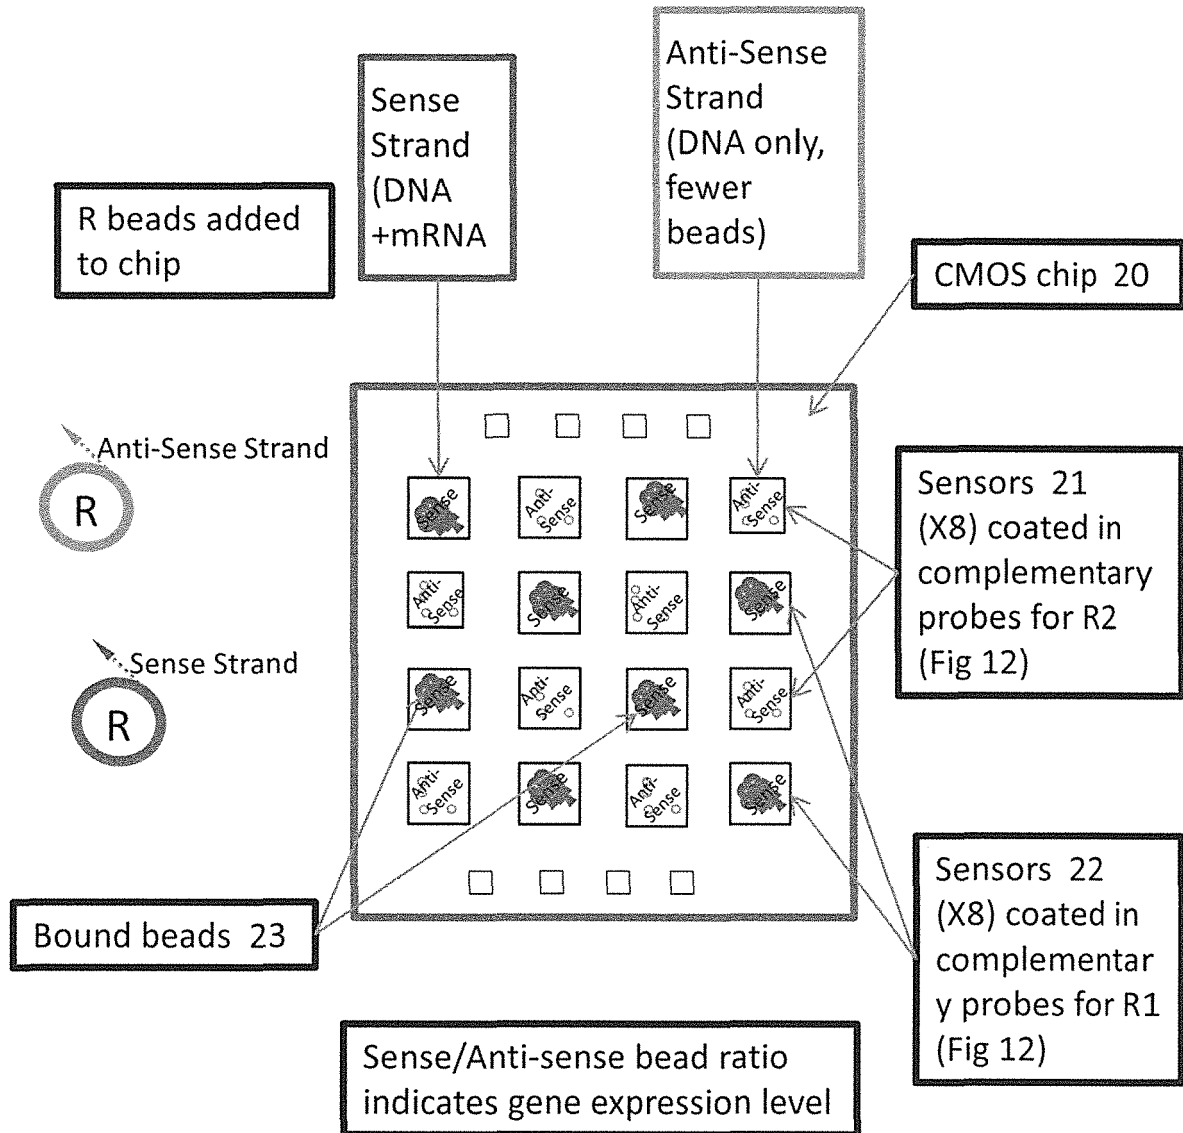 Sense
Strand
(DNA
+mRNA
Anti-Sense
Strand
(DNA only,
fewer
beads)
R beads added
to chip
CMOS chip 20
Anti-Sense Strand
R
Sense Strand
R
Sense
Anti-
Sense
Sense
Anti-
Sense
Anti-
Sense
Sense
Anti-
Sense
Sense
Sense
Anti-
Sense
Sense
Anti-
Sense
Anti-
Sense
Sense
Anti-
Sense
Sense
Sensors 21
(X8) coated in
complementary
probes for R2
(Fig 12)
Bound beads 23
Sensors 22
(X8) coated in
complementar
y probes for R1
(Fig 12)
Sense/Anti-sense bead ratio
indicates gene expression level